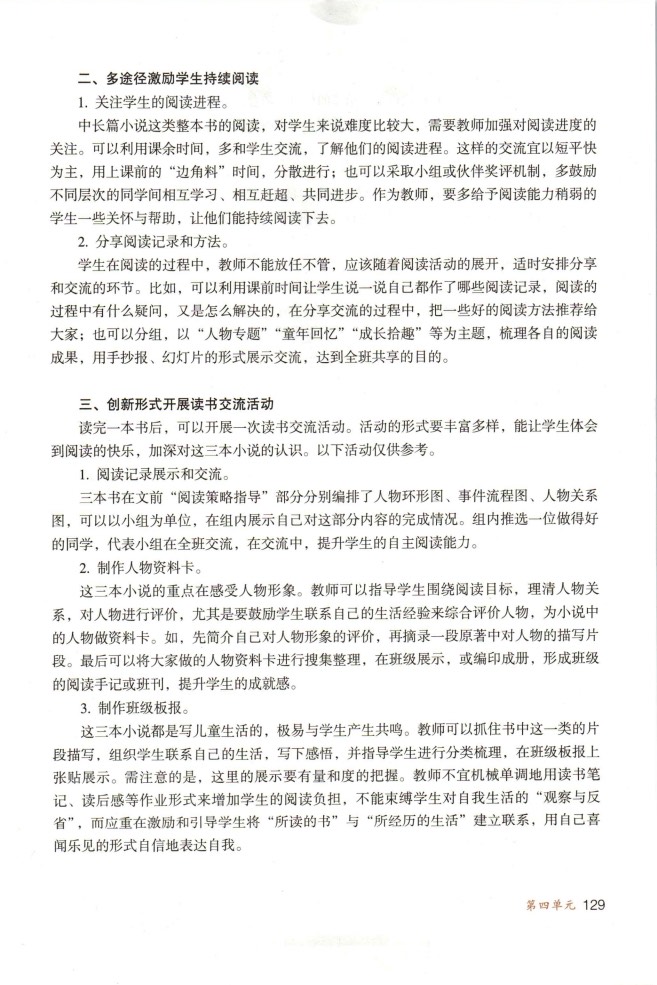 二、多途径激励学生持续阅读
1. 关注学生的阅读进程。
中长篇小说这类整本书的阅读，对学生来说难度比较大，需要教师加强对阅读进度的
关注。可以利用课余时间，多和学生交流，了解他们的阅读进程。这样的交流宜以短平快
为主，用上课前的“边角料”时间，分散进行；也可以采取小组或伙伴奖评机制，多鼓励
不同层次的同学间相互学习、相互赶超、共同进步。作为教师，要多给予阅读能力稍弱的
学生一些关怀与帮助，让他们能持续阅读下去。
2. 分享阅读记录和方法。
学生在阅读的过程中，教师不能放任不管，应该随着阅读活动的展开，适时安排分享
和交流的环节。比如，可以利用课前时间让学生说一说自己都作了哪些阅读记录，阅读的
过程中有什么疑问，又是怎么解决的，在分享交流的过程中，把一些好的阅读方法推荐给
大家；也可以分组，以“人物专题”“童年回忆”“成长拾趣”等为主题，梳理各自的阅读
成果，用手抄报、幻灯片的形式展示交流，达到全班共享的目的。
三、创新形式开展读书交流活动
读完一本书后，可以开展一次读书交流活动。活动的形式要丰富多样，能让学生体会
到阅读的快乐，加深对这三本小说的认识。以下活动仅供参考。
1. 阅读记录展示和交流。
三本书在文前“阅读策略指导”部分分别编排了人物环形图、事件流程图、人物关系
图，可以以小组为单位，在组内展示自己对这部分内容的完成情况。组内推选一位做得好
的同学，代表小组在全班交流，在交流中，提升学生的自主阅读能力。
2. 制作人物资料卡。
这三本小说的重点在感受人物形象。教师可以指导学生围绕阅读目标，理清人物关
系，对人物进行评价，尤其是要鼓励学生联系自己的生活经验来综合评价人物，为小说中
的人物做资料卡。如，先简介自己对人物形象的评价，再摘录一段原著中对人物的描写片
段。最后可以将大家做的人物资料卡进行搜集整理，在班级展示，或编印成册，形成班级
的阅读手记或班刊，提升学生的成就感。
3. 制作班级板报。
这三本小说都是写儿童生活的，极易与学生产生共鸣。教师可以抓住书中这一类的片
段描写，组织学生联系自己的生活，写下感悟，并指导学生进行分类梳理，在班级板报上
张贴展示。需注意的是，这里的展示要有量和度的把握。教师不宜机械单调地用读书笔
记、读后感等作业形式来增加学生的阅读负担，不能束缚学生对自我生活的“观察与反
省”，而应重在激励和引导学生将“所读的书”与“所经历的生活”建立联系，用自己喜
闻乐见的形式自信地表达自我。
第四单元 129